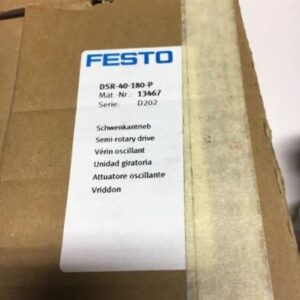 FESTO
DSR-40-180-P
Mat.-Nr.: 13467
Serie: D202
Schwenkantrieb
Semi-rotary drive
Vérin oscillant
Unidad giratoria
Attuatore oscillante
Vriddon